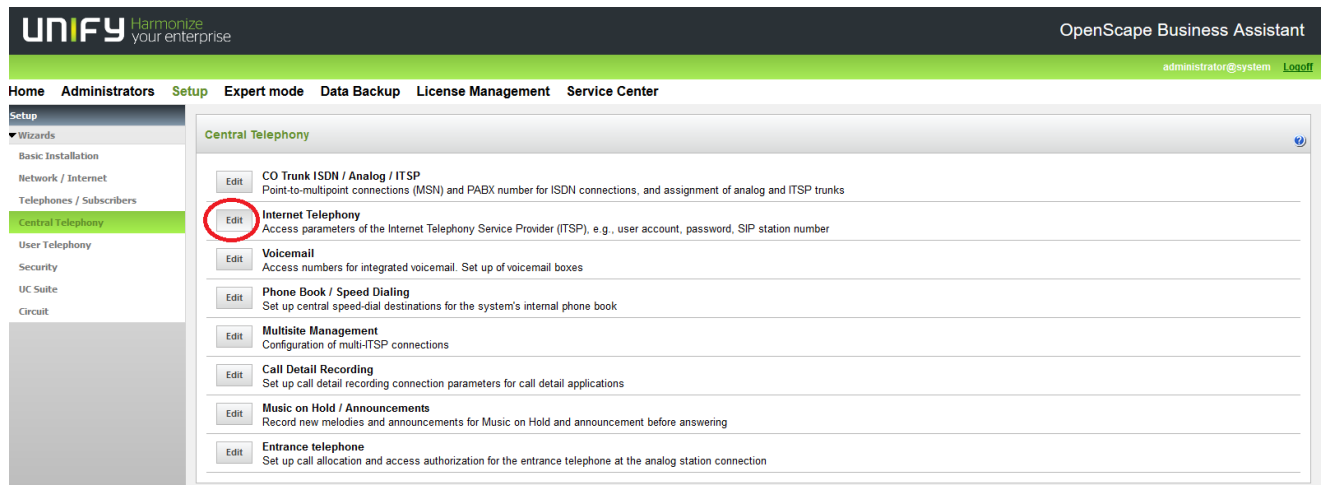 UNIFY Harmonize
your enterprise
OpenScape Business Assistant
administrator@system Logoff
Home Administrators Setup Expert mode Data Backup License Management Service Center
Setup
Wizards
Basic Installation
Network / Internet
Telephones / Subscribers
Central Telephony
User Telephony
Security
UC Suite
Circuit
Central Telephony
?
Edit
CO Trunk ISDN / Analog / ITSP
Point-to-multipoint connections (MSN) and PABX number for ISDN connections, and assignment of analog and ITSP trunks
Edit
Internet Telephony
Access parameters of the Internet Telephony Service Provider (ITSP), e.g., user account, password, SIP station number
Edit
Voicemail
Access numbers for integrated voicemail. Set up of voicemail boxes
Edit
Phone Book / Speed Dialing
Set up central speed-dial destinations for the system's internal phone book
Edit
Multisite Management
Configuration of multi-ITSP connections
Edit
Call Detail Recording
Set up call detail recording connection parameters for call detail applications
Edit
Music on Hold / Announcements
Record new melodies and announcements for Music on Hold and announcement before answering
Edit
Entrance telephone
Set up call allocation and access authorization for the entrance telephone at the analog station connection